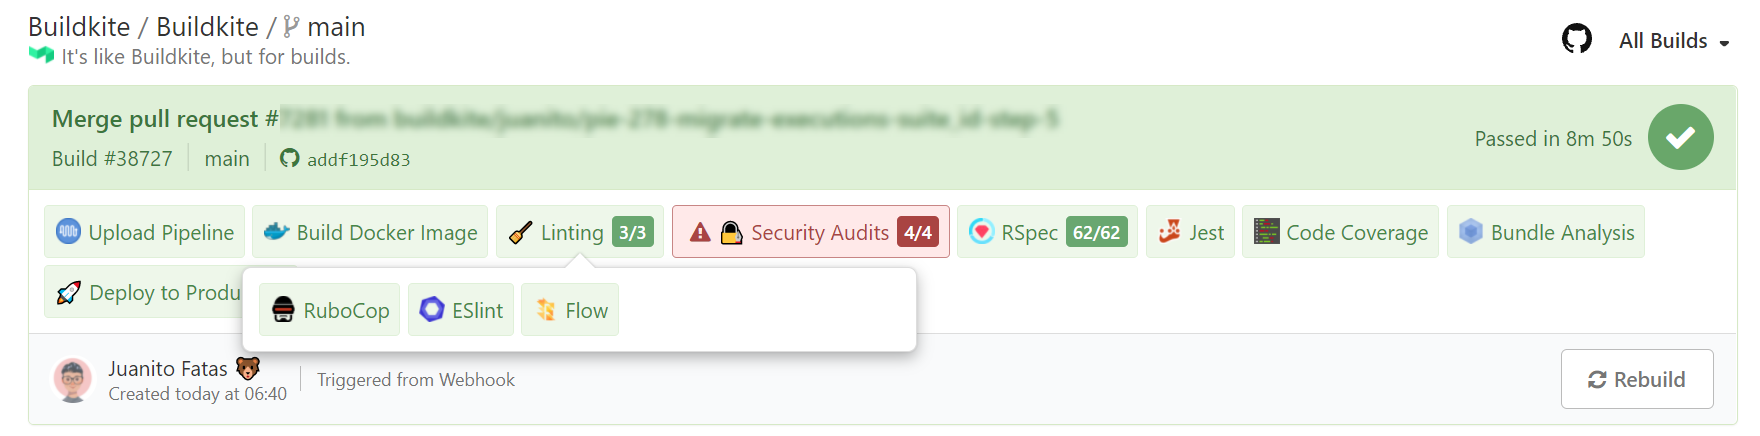 Buildkite / Buildkite / main
It's like Buildkite, but for builds.
All Builds
Merge pull request #
Build #38727 main addf195d83
Passed in 8m 50s
Upload Pipeline Build Docker Image Linting 3/3 Security Audits 4/4 RSpec 62/62 Jest Code Coverage Bundle Analysis
Deploy to Produ
RuboCop ESlint Flow
Juanito Fatas
Created today at 06:40
Triggered from Webhook
Rebuild